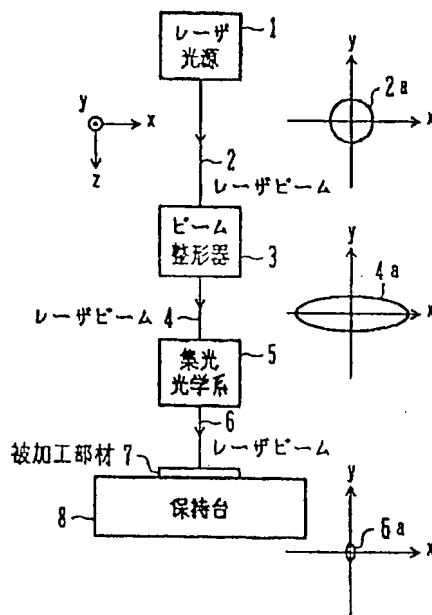 レーザ
光源
1
y
x
z
2
レーザビーム
y
2a
x
ビーム
整形器
3
レーザビーム
4
y
4a
x
集光
光学系
5
6
レーザビーム
被加工部材
7
保持台
8
y
6a
x